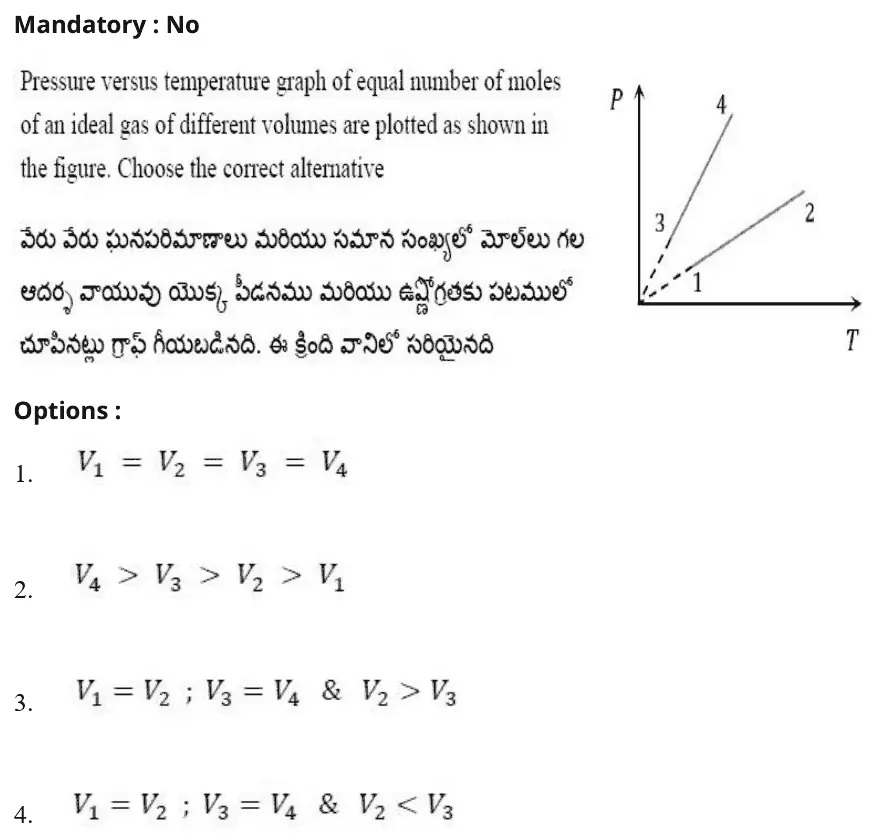 Mandatory : No
Pressure versus temperature graph of equal number of moles
of an ideal gas of different volumes are plotted as shown in
the figure. Choose the correct alternative
వేరు వేరు ఘనపరిమాణాలు మరియు సమాన సంఖ్యలో మోల్‌లు గల
ఆదర్శ వాయువు యొక్క పీడనము మరియు ఉష్ణోగ్రతకు పటములో
చూపినట్లు గ్రాఫ్ గీయబడినది. ఈ క్రింది వానిలో సరియైనది
P
4
3
2
1
T
Options :
1. V₁ = V₂ = V₃ = V₄
2. V₄ > V₃ > V₂ > V₁
3. V₁ = V₂ ; V₃ = V₄ & V₂ > V₃
4. V₁ = V₂ ; V₃ = V₄ & V₂ < V₃